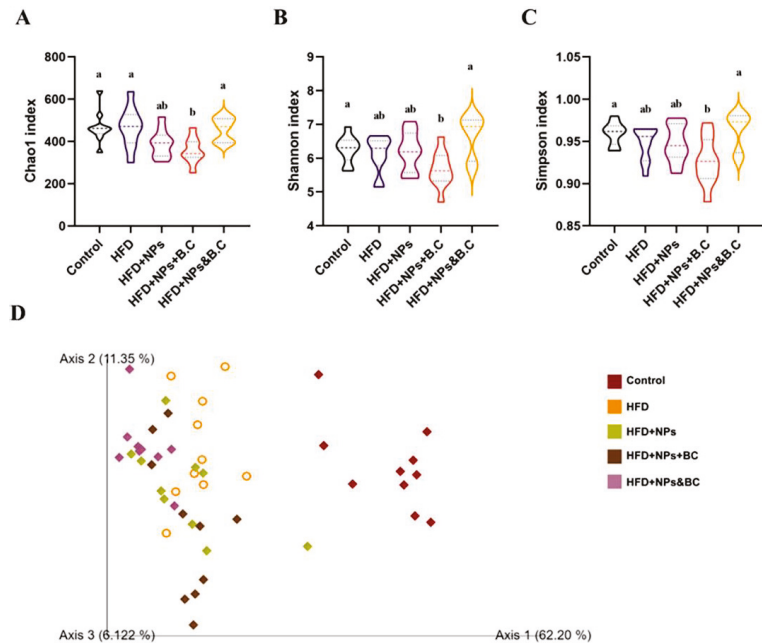 A
B
C
Chao1 index
800
600
400
200
0
a
a
ab
b
a
Control
HFD
HFD+NPs
HFD+NPs+B.C
HFD+NPs&B.C
Shannon index
9
8
7
6
5
4
a
ab
ab
b
a
Control
HFD
HFD+NPs
HFD+NPs+B.C
HFD+NPs&B.C
Simpson index
1.05
1.00
0.95
0.90
0.85
a
ab
ab
b
a
Control
HFD
HFD+NPs
HFD+NPs+B.C
HFD+NPs&B.C
D
Axis 2 (11.35 %)
Axis 3 (6.122 %)
Axis 1 (62.20 %)
Control
HFD
HFD+NPs
HFD+NPs+BC
HFD+NPs&BC